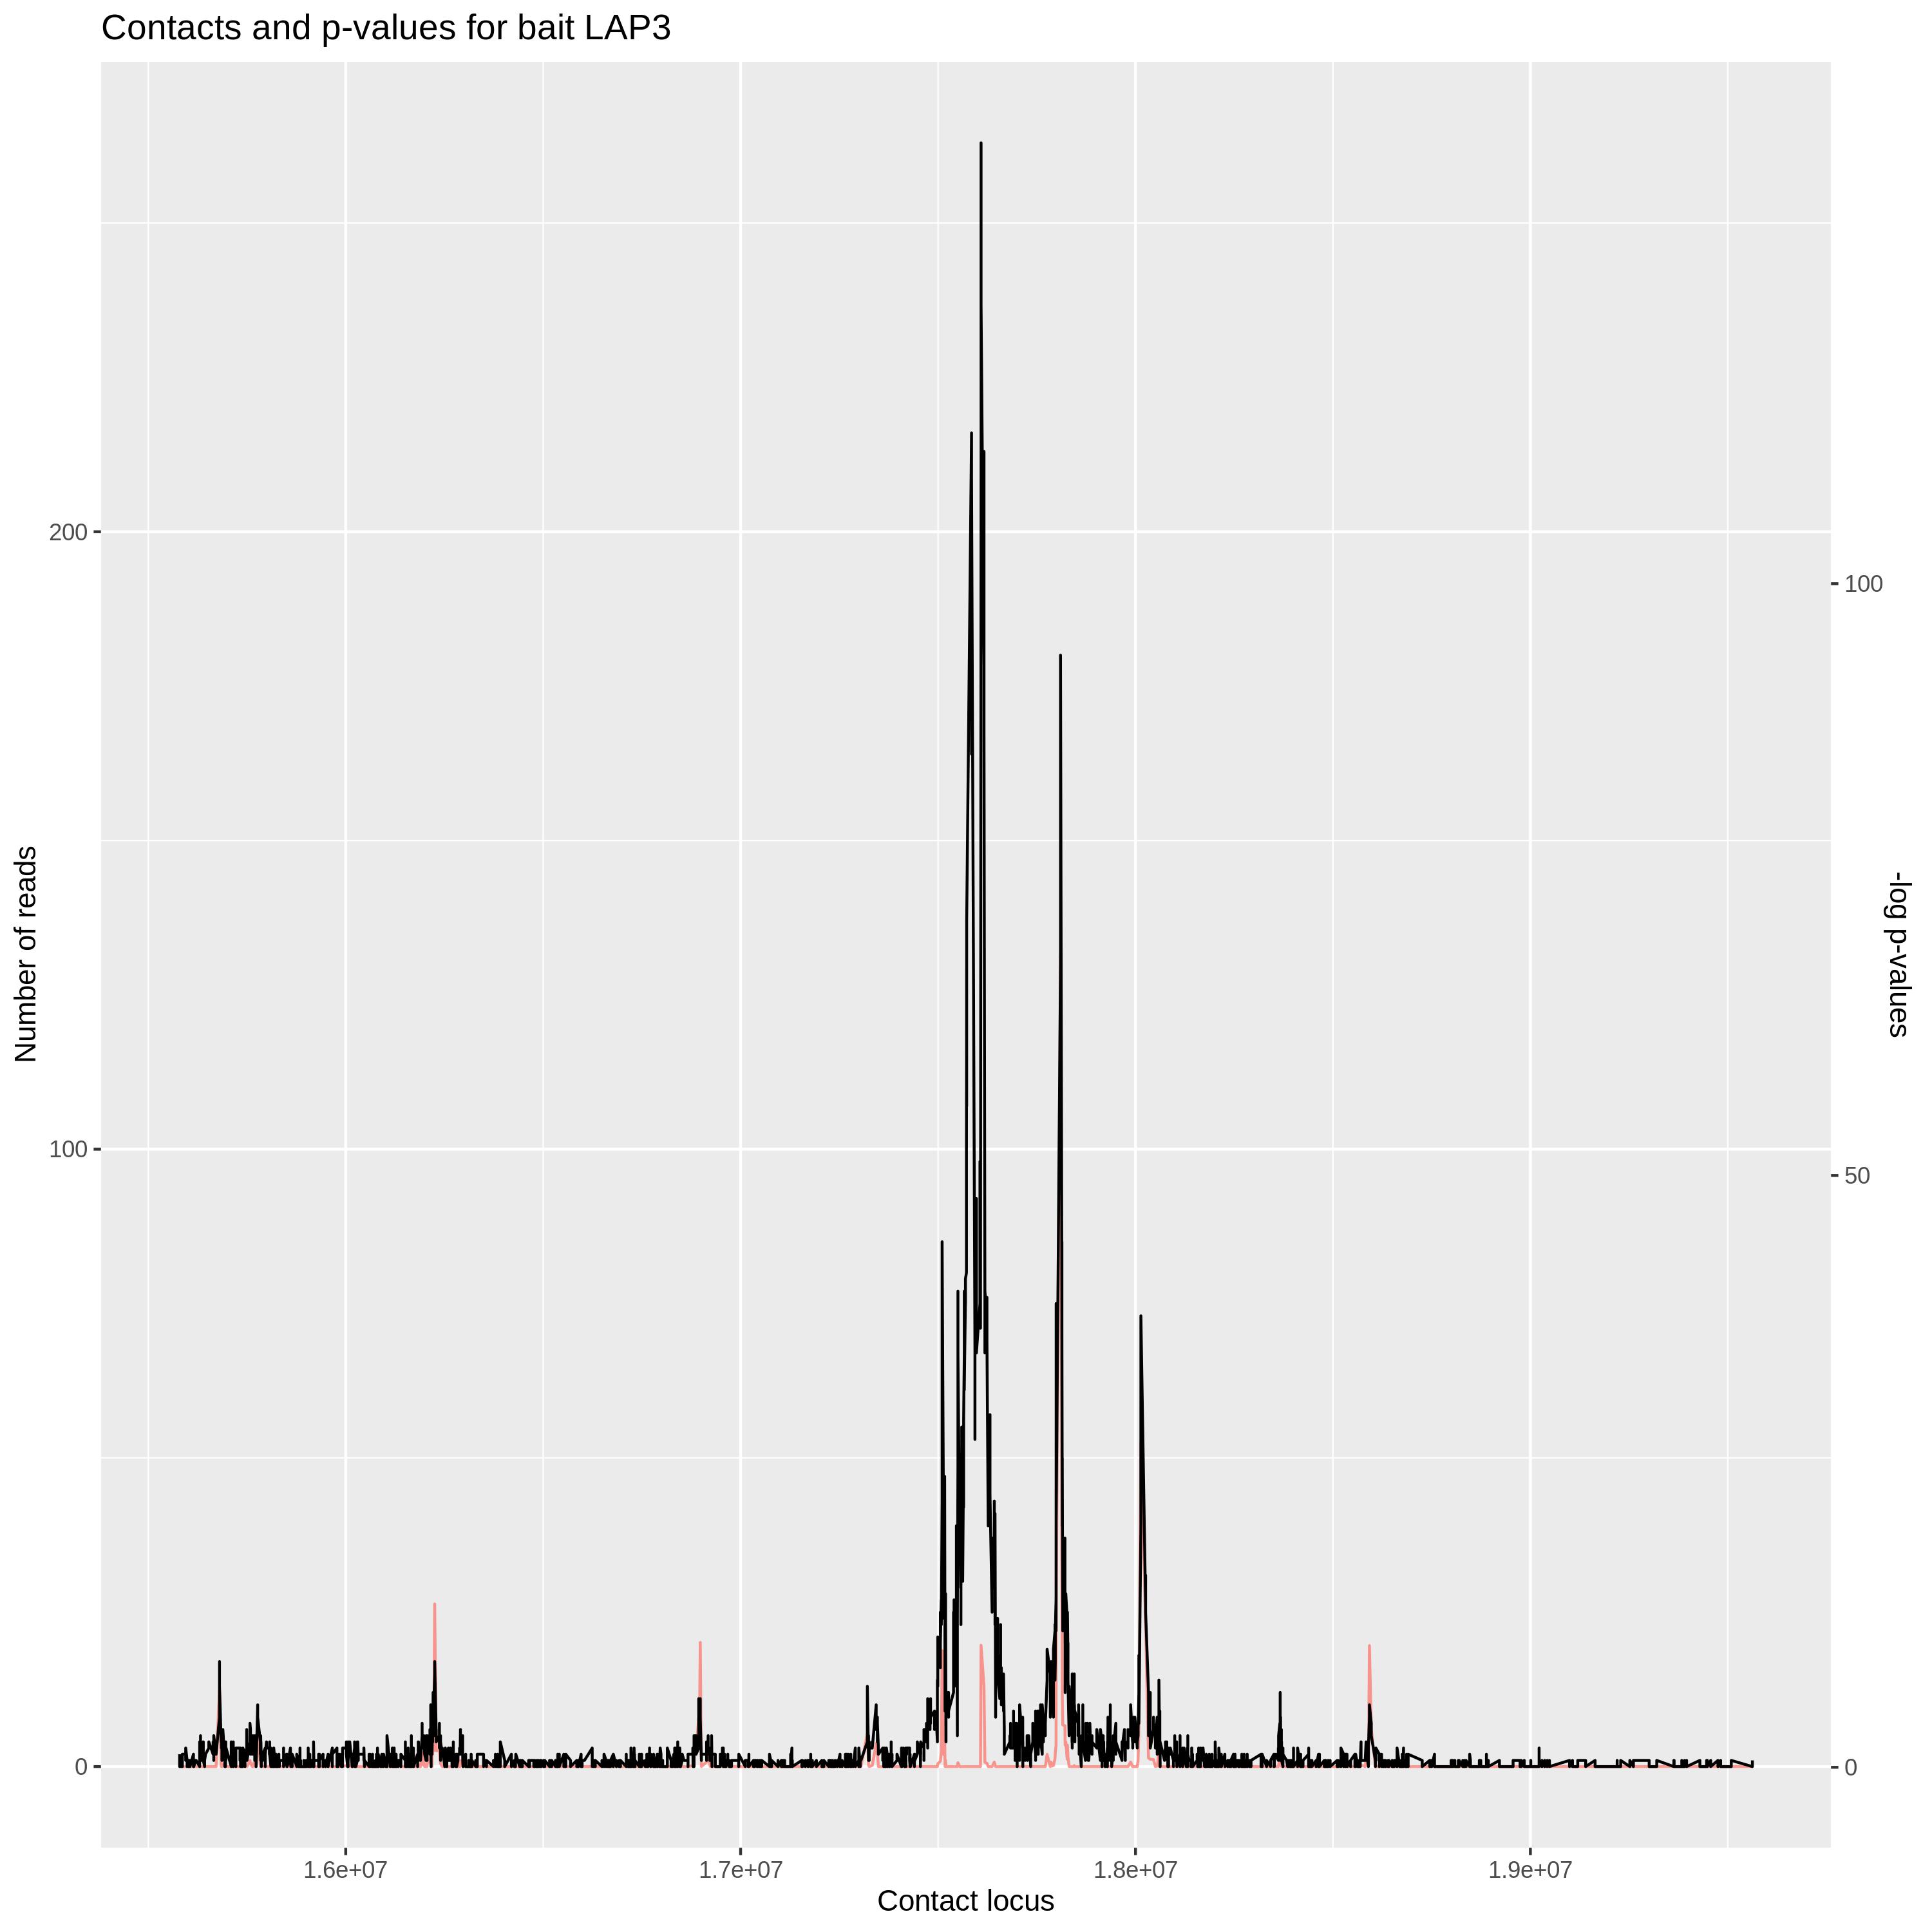 Contacts and p-values for bait LAP3
200
100
0
Number of reads
100
50
0
-log p-values
1.6e+07
1.7e+07
1.8e+07
1.9e+07
Contact locus